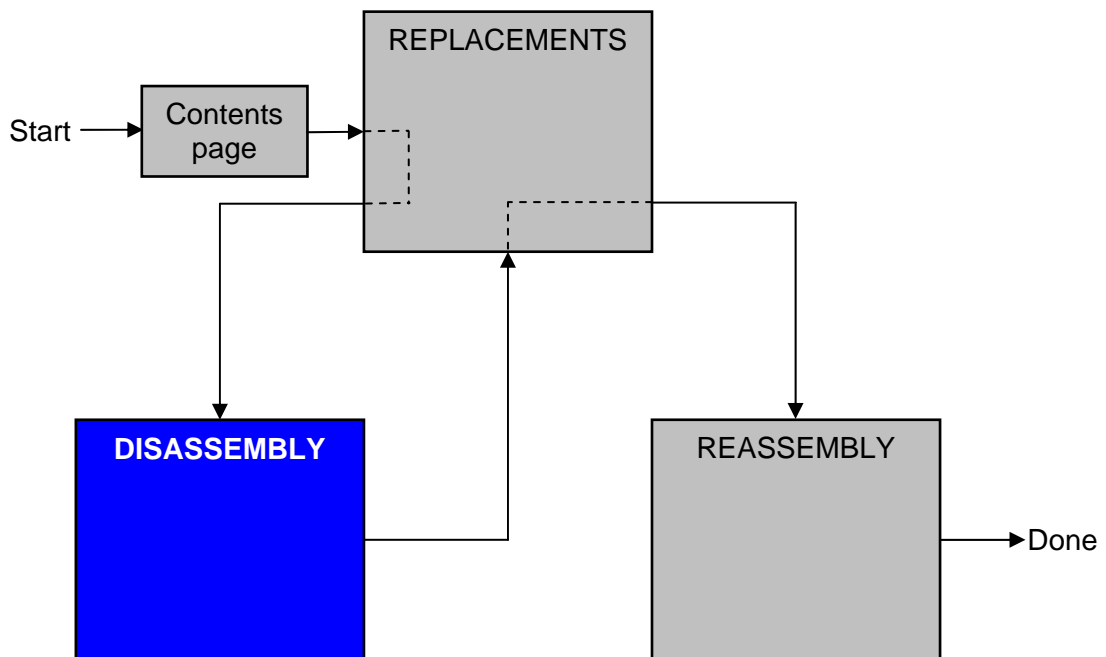 REPLACEMENTS
Start
Contents
page
DISASSEMBLY
REASSEMBLY
Done